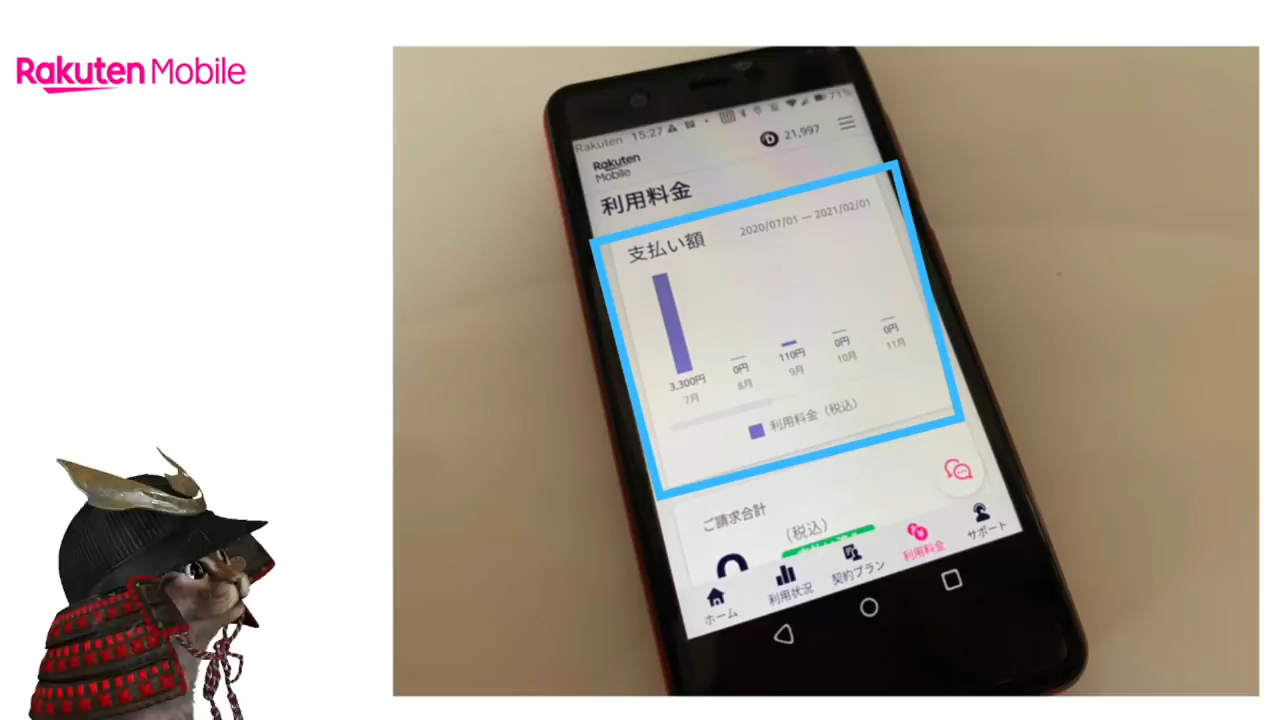 Rakuten Mobile
Rakuten 15:27 71%
Rakuten
Mobile
21,997
利用料金
支払い額 2020/07/01 — 2021/02/01
3,300円 0円 110円 0円 0円
7月 8月 9月 10月 11月
利用料金（税込）
ご請求合計
（税込）
ホーム 利用状況 契約プラン 利用料金 サポート